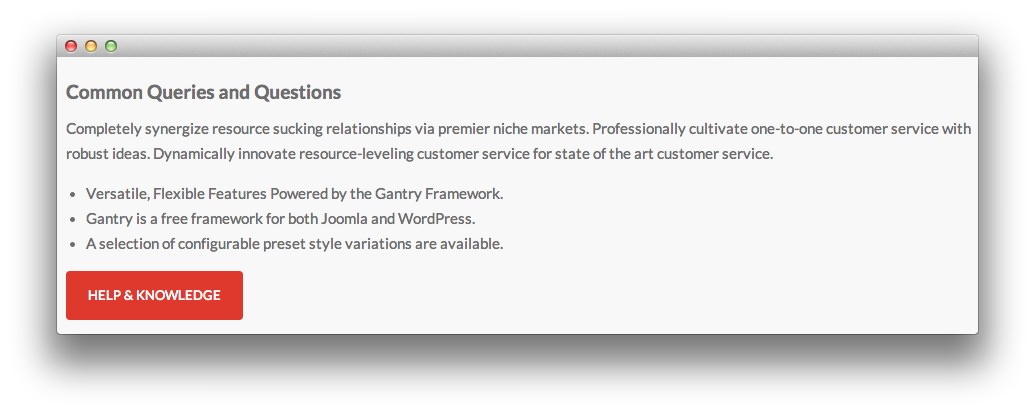 Common Queries and Questions
Completely synergize resource sucking relationships via premier niche markets. Professionally cultivate one-to-one customer service with
robust ideas. Dynamically innovate resource-leveling customer service for state of the art customer service.
• Versatile, Flexible Features Powered by the Gantry Framework.
• Gantry is a free framework for both Joomla and WordPress.
• A selection of configurable preset style variations are available.
HELP & KNOWLEDGE